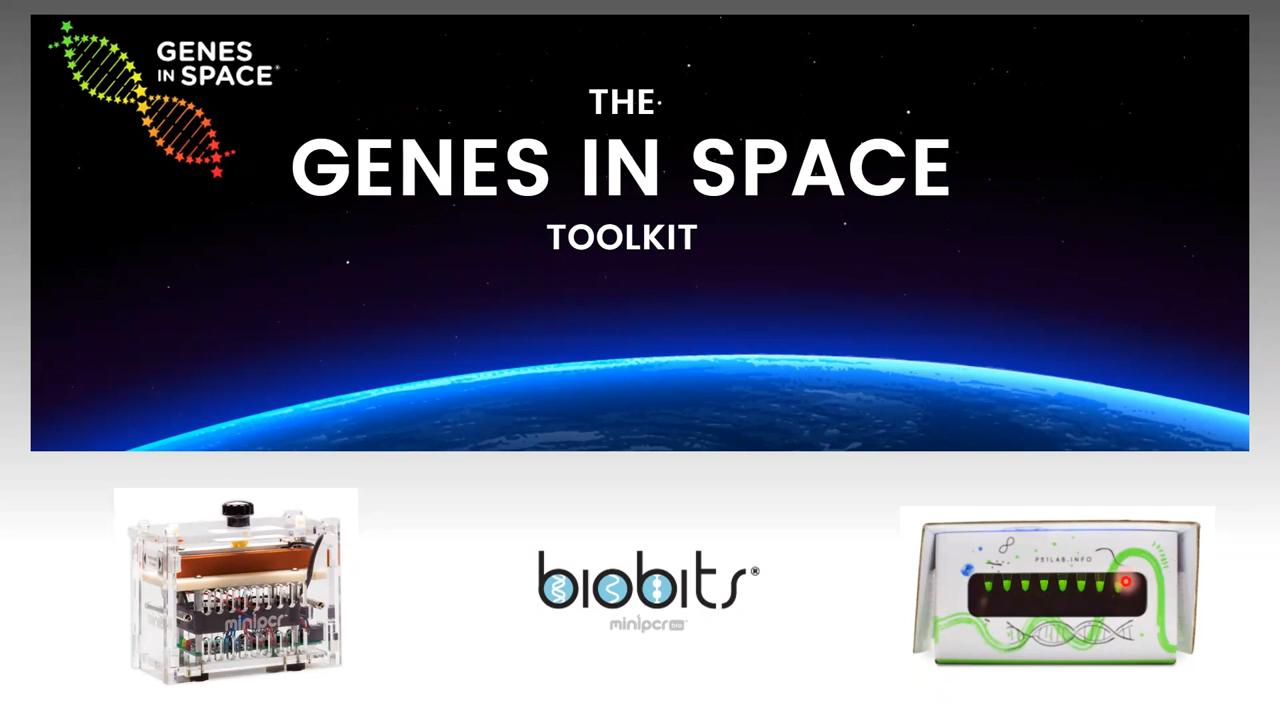 GENES
IN SPACE®
THE
GENES IN SPACE
TOOLKIT
minipcr
biobits®
minipcr bio
P51LAB.INFO